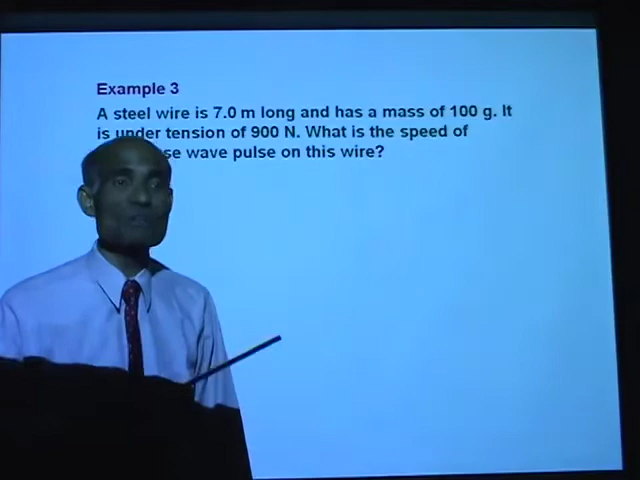 Example 3
A steel wire is 7.0 m long and has a mass of 100 g. It
is under tension of 900 N. What is the speed of
se wave pulse on this wire?